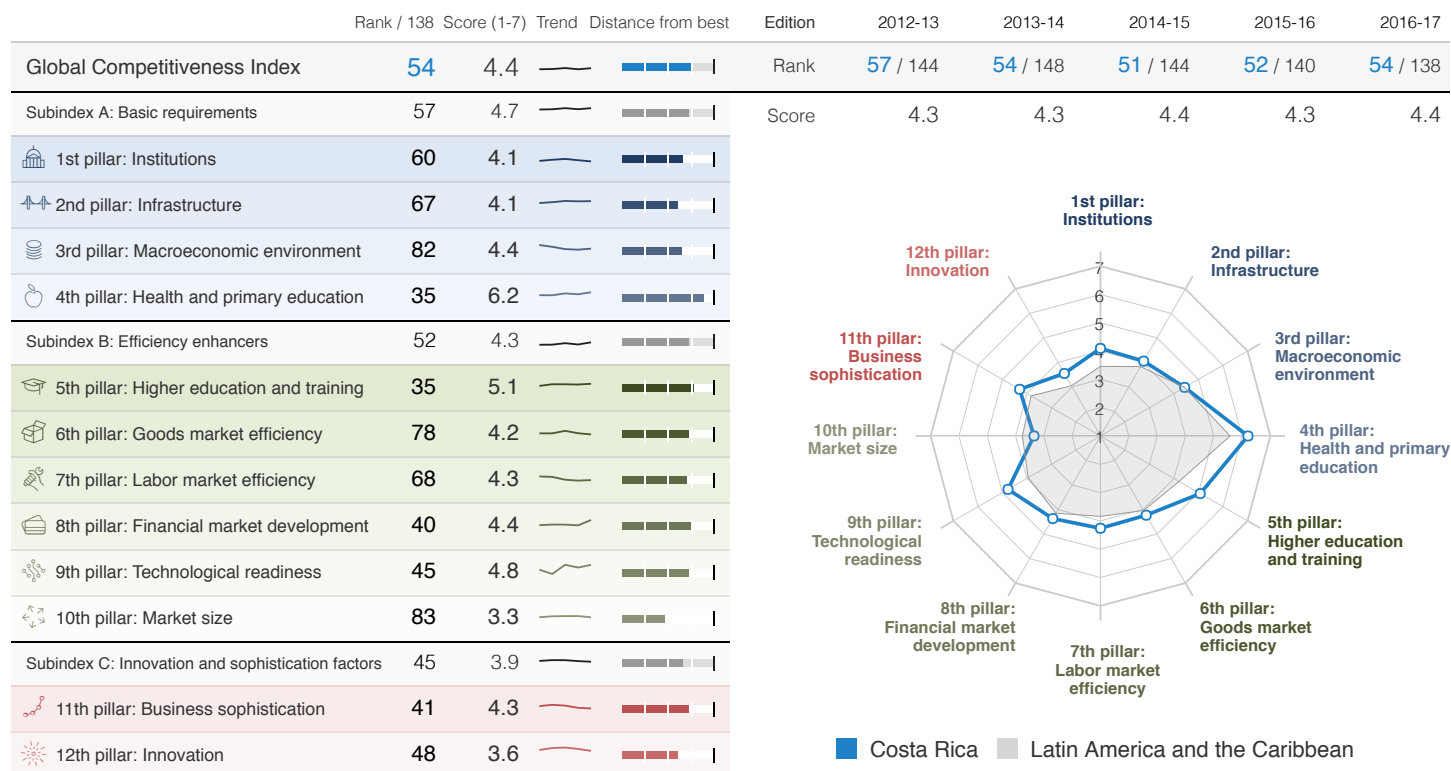 Rank / 138 Score (1-7) Trend Distance from best
Global Competitiveness Index 54 4.4
Subindex A: Basic requirements 57 4.7
1st pillar: Institutions 60 4.1
2nd pillar: Infrastructure 67 4.1
3rd pillar: Macroeconomic environment 82 4.4
4th pillar: Health and primary education 35 6.2
Subindex B: Efficiency enhancers 52 4.3
5th pillar: Higher education and training 35 5.1
6th pillar: Goods market efficiency 78 4.2
7th pillar: Labor market efficiency 68 4.3
8th pillar: Financial market development 40 4.4
9th pillar: Technological readiness 45 4.8
10th pillar: Market size 83 3.3
Subindex C: Innovation and sophistication factors 45 3.9
11th pillar: Business sophistication 41 4.3
12th pillar: Innovation 48 3.6
Edition 2012-13 2013-14 2014-15 2015-16 2016-17
Rank 57 / 144 54 / 148 51 / 144 52 / 140 54 / 138
Score 4.3 4.3 4.4 4.3 4.4
1st pillar:
Institutions
2nd pillar:
Infrastructure
3rd pillar:
Macroeconomic
environment
4th pillar:
Health and primary
education
5th pillar:
Higher education
and training
6th pillar:
Goods market
efficiency
7th pillar:
Labor market
efficiency
8th pillar:
Financial market
development
9th pillar:
Technological
readiness
10th pillar:
Market size
11th pillar:
Business
sophistication
12th pillar:
Innovation
7
6
5
4
3
2
1
Costa Rica
Latin America and the Caribbean